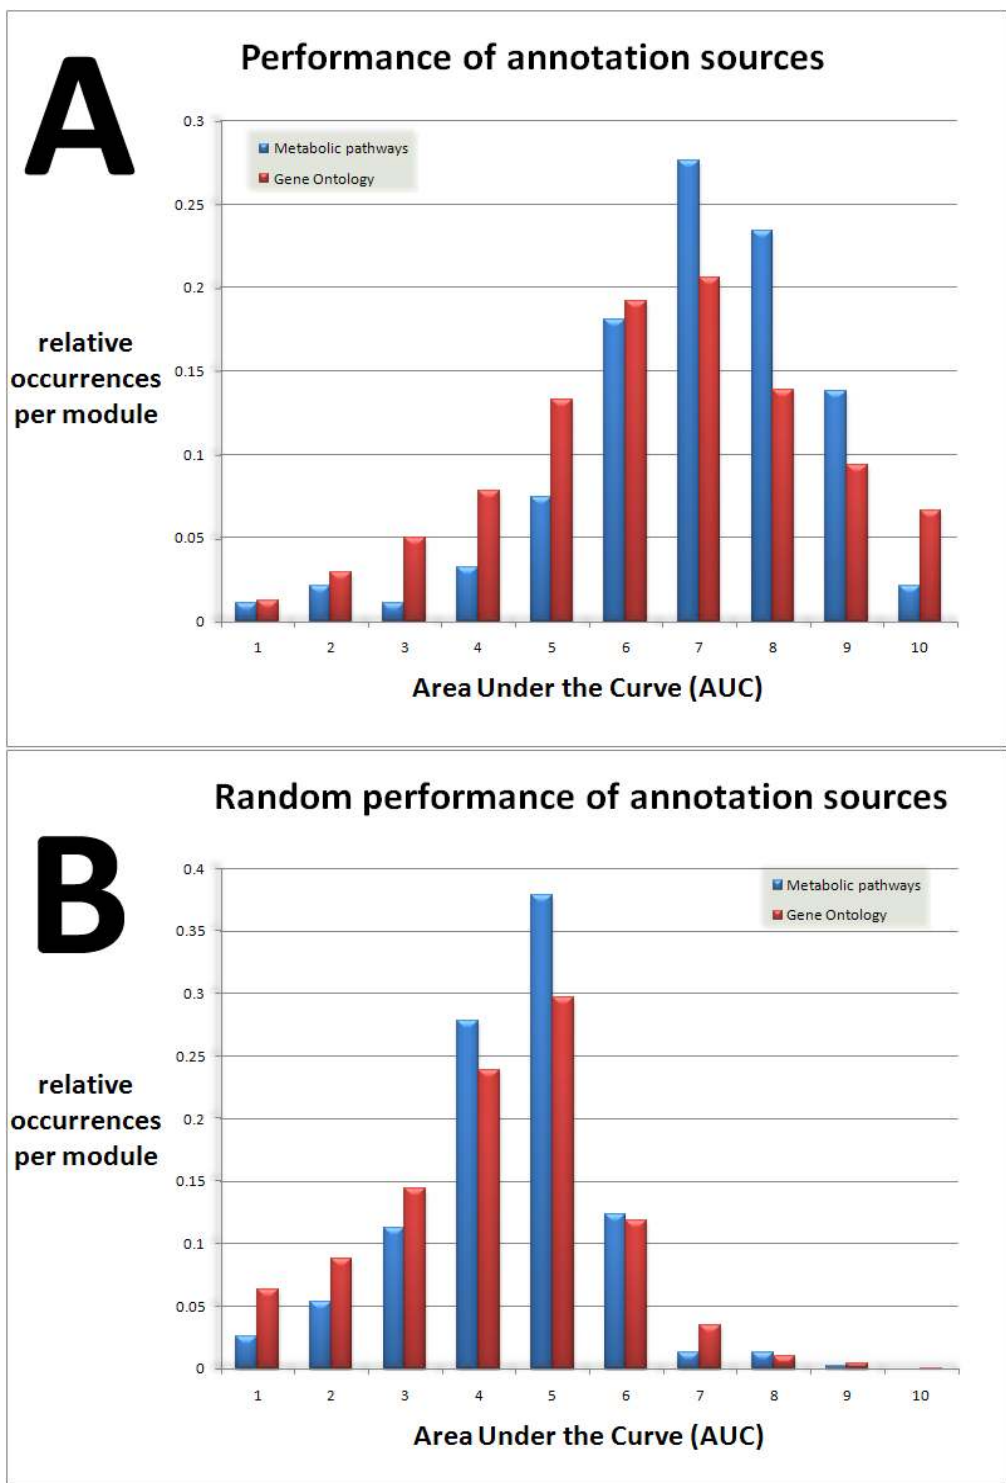 A
Performance of annotation sources
0.3
Metabolic pathways
Gene Ontology
0.25
0.2
relative
occurrences
per module
0.15
0.1
0.05
0
1 2 3 4 5 6 7 8 9 10
Area Under the Curve (AUC)
B
Random performance of annotation sources
0.4
Metabolic pathways
Gene Ontology
0.35
0.3
0.25
relative
occurrences
per module
0.2
0.15
0.1
0.05
0
1 2 3 4 5 6 7 8 9 10
Area Under the Curve (AUC)